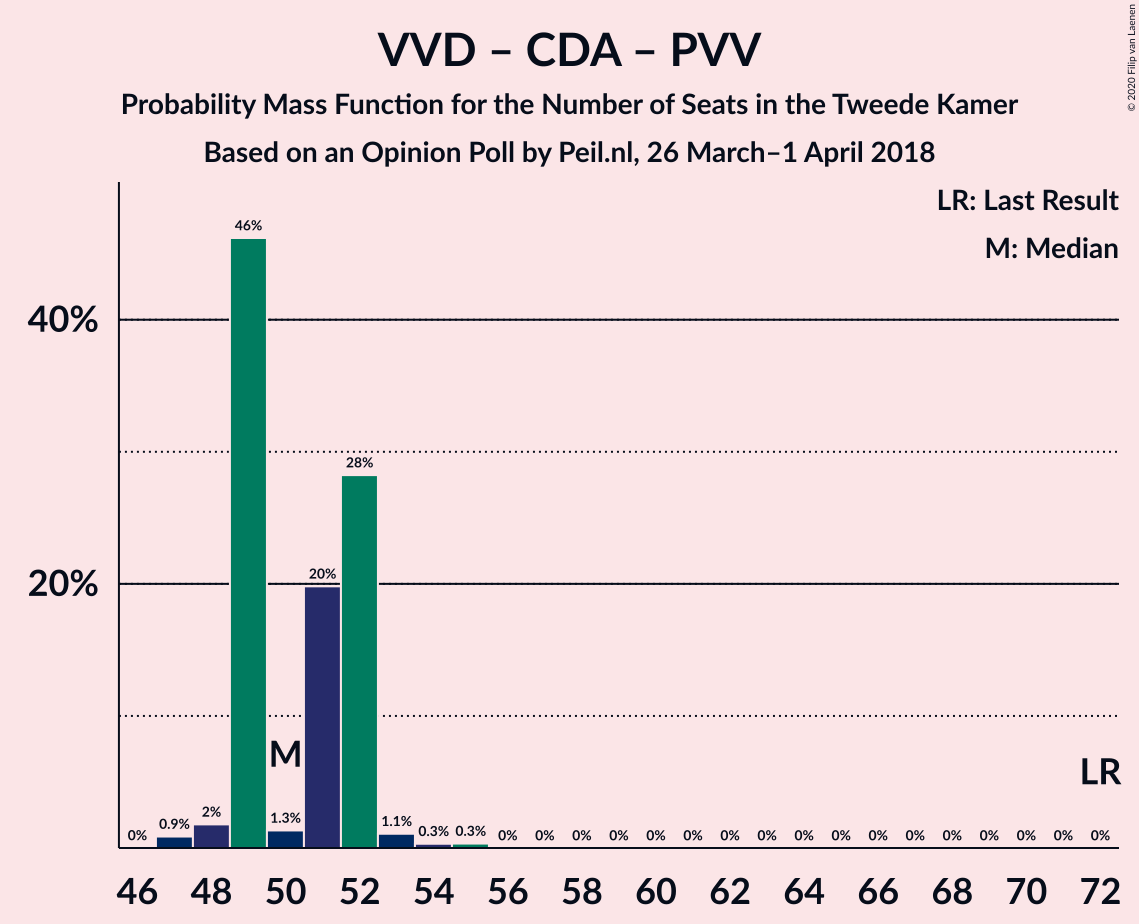 VVD – CDA – PVV
Probability Mass Function for the Number of Seats in the Tweede Kamer
Based on an Opinion Poll by Peil.nl, 26 March–1 April 2018
© 2020 Filip van Laenen
LR: Last Result
M: Median
40%
20%
0% 0.9% 2% 46% 1.3% 20% 28% 1.1% 0.3% 0.3% 0% 0% 0% 0% 0% 0% 0% 0% 0% 0% 0% 0% 0% 0% 0% 0% 0%
M
LR
46 48 50 52 54 56 58 60 62 64 66 68 70 72